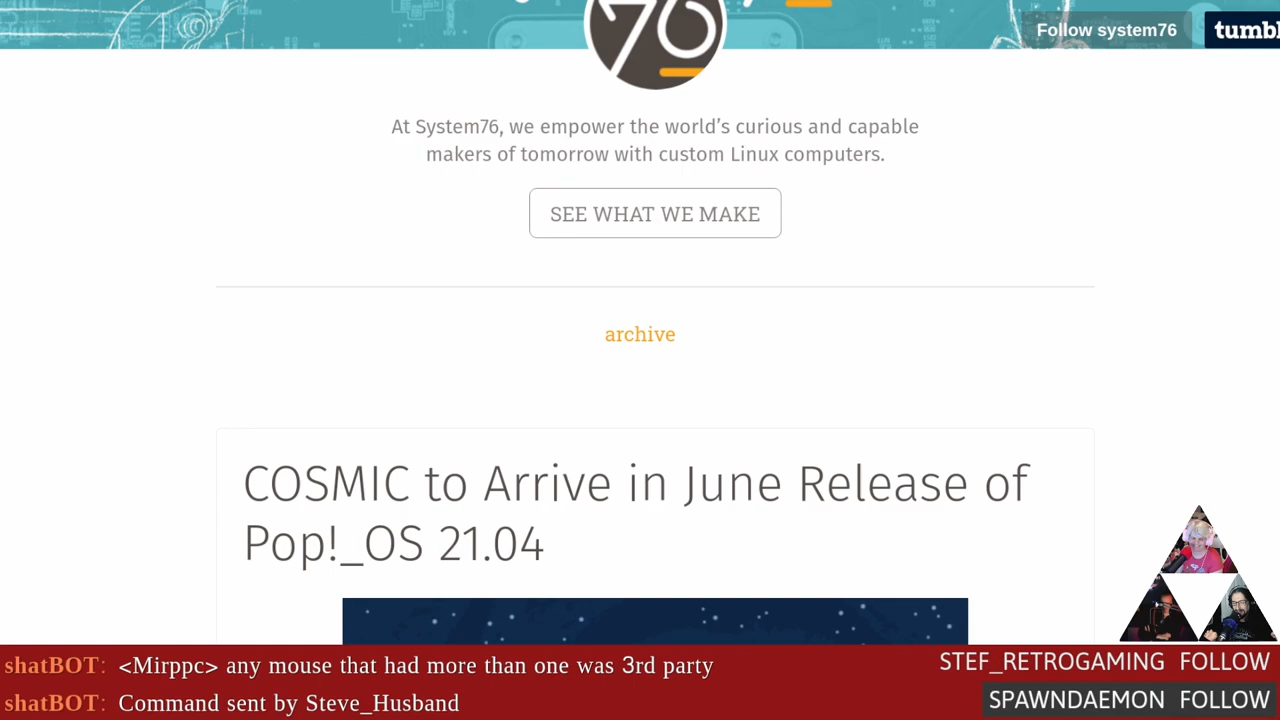 76
Follow system76
tumbl
At System76, we empower the world’s curious and capable
makers of tomorrow with custom Linux computers.
SEE WHAT WE MAKE
archive
COSMIC to Arrive in June Release of
Pop!_OS 21.04
shatBOT: <Mirppc> any mouse that had more than one was 3rd party
shatBOT: Command sent by Steve_Husband
STEF_RETROGAMING FOLLOW
SPAWNDAEMON FOLLOW